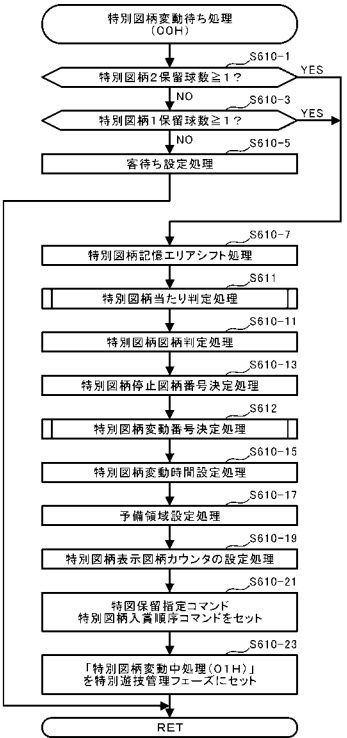 特別図柄変動待ち処理
(00H)
S610-1
特別図柄2保留球数≧1?
YES
NO
S610-3
特別図柄1保留球数≧1?
YES
NO
S610-5
客待ち設定処理
S610-7
特別図柄記憶エリアシフト処理
S611
特別図柄当たり判定処理
S610-11
特別図柄図柄判定処理
S610-13
特別図柄停止図柄番号決定処理
S612
特別図柄変動番号決定処理
S610-15
特別図柄変動時間設定処理
S610-17
予備領域設定処理
S610-19
特別図柄表示図柄カウンタの設定処理
S610-21
特図保留指定コマンド
特別図柄入賞順序コマンドをセット
S610-23
「特別図柄変動中処理(01H)」
を特別遊技管理フェーズにセット
RET